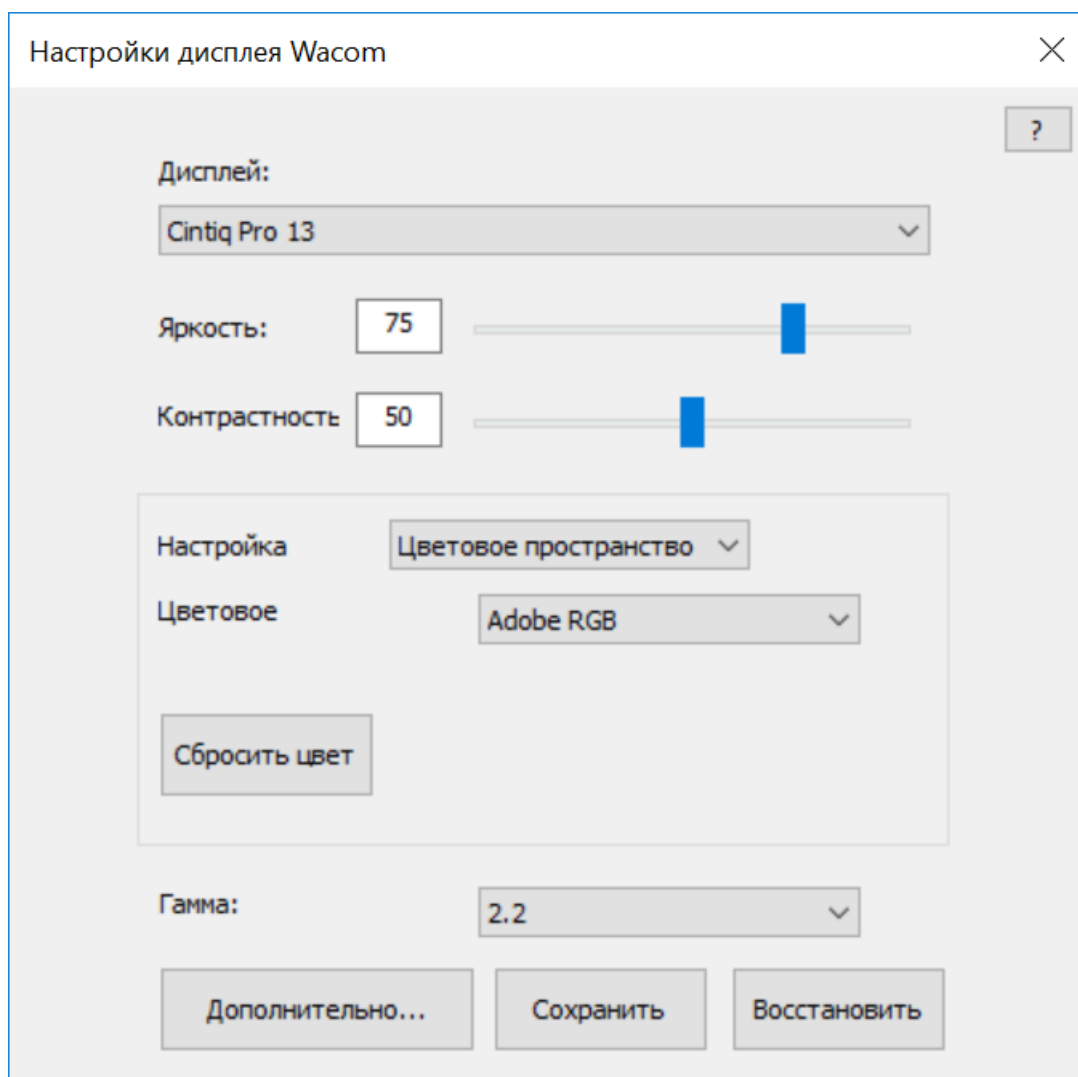 Настройки дисплея Wacom
?
Дисплей:
Cintiq Pro 13
Яркость: 75
Контрастность 50
Настройка Цветовое пространство
Цветовое Adobe RGB
Сбросить цвет
Гамма: 2.2
Дополнительно... Сохранить Восстановить